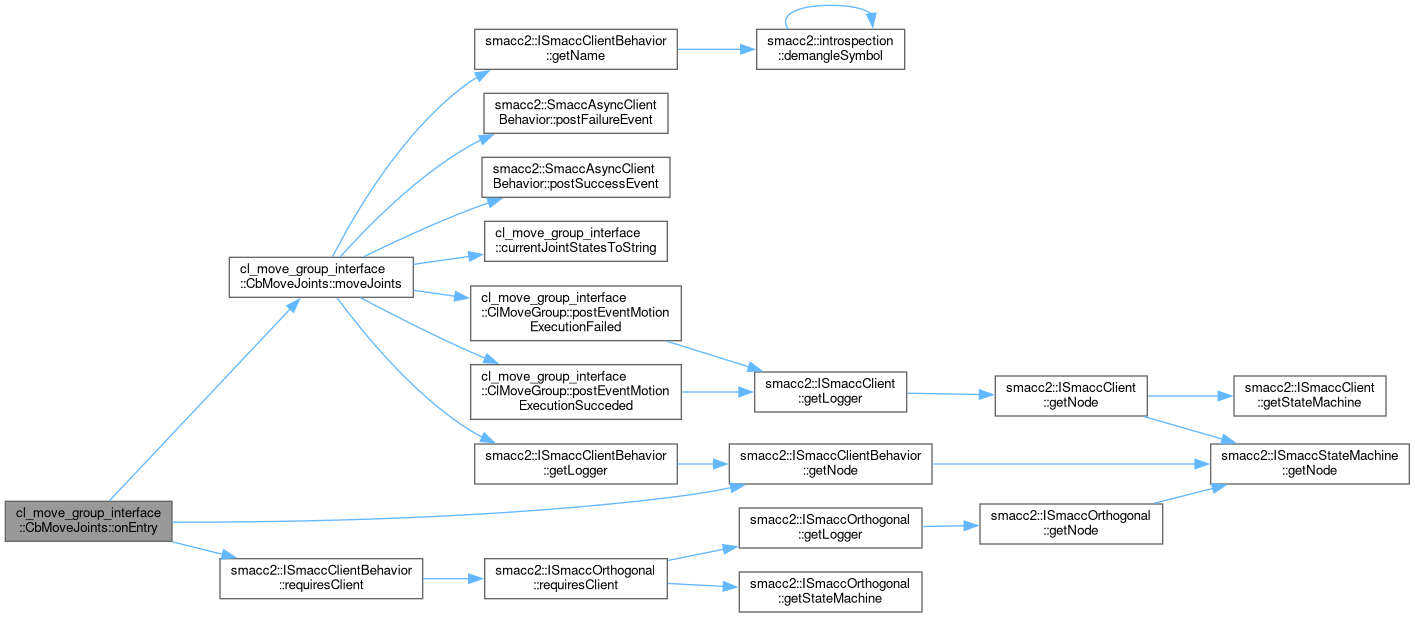 smacc2::ISmaccClientBehavior
::getName
smacc2::introspection
::demangleSymbol
smacc2::SmaccAsyncClient
Behavior::postFailureEvent
smacc2::SmaccAsyncClient
Behavior::postSuccessEvent
cl_move_group_interface
::currentJointStatesToString
cl_move_group_interface
::CbMoveJoints::moveJoints
cl_move_group_interface
::ClMoveGroup::postEventMotion
ExecutionFailed
cl_move_group_interface
::ClMoveGroup::postEventMotion
ExecutionSucceded
smacc2::ISmaccClient
::getLogger
smacc2::ISmaccClient
::getNode
smacc2::ISmaccClient
::getStateMachine
smacc2::ISmaccClientBehavior
::getLogger
smacc2::ISmaccClientBehavior
::getNode
smacc2::ISmaccStateMachine
::getNode
cl_move_group_interface
::CbMoveJoints::onEntry
smacc2::ISmaccOrthogonal
::getLogger
smacc2::ISmaccOrthogonal
::getNode
smacc2::ISmaccClientBehavior
::requiresClient
smacc2::ISmaccOrthogonal
::requiresClient
smacc2::ISmaccOrthogonal
::getStateMachine